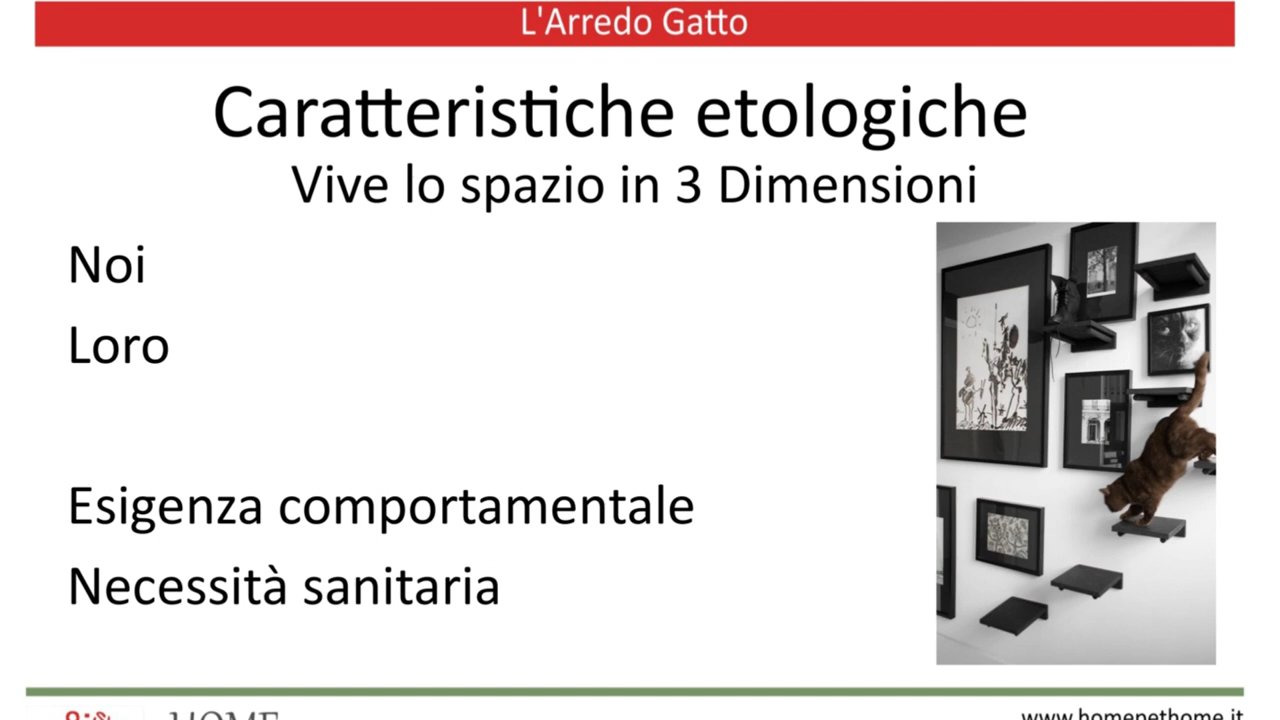 L'Arredo Gatto
Caratteristiche etologiche
Vive lo spazio in 3 Dimensioni
Noi
Loro
Esigenza comportamentale
Necessità sanitaria
HOME
www.homepethome.it